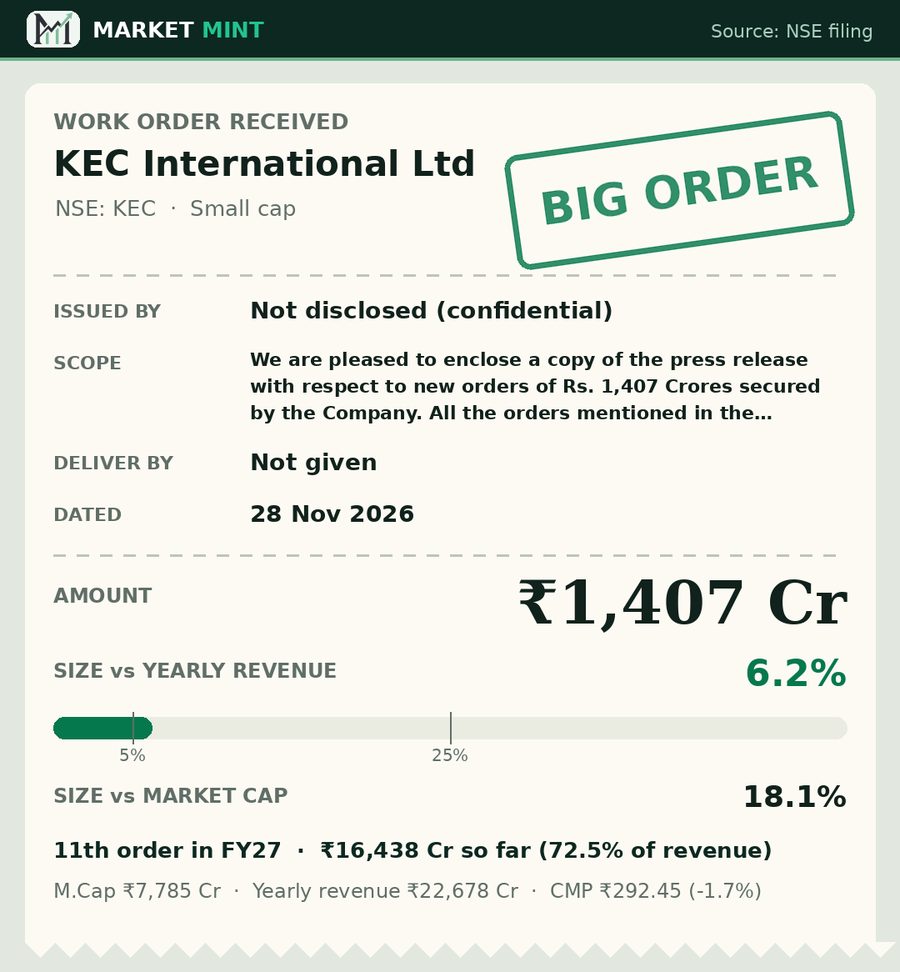 MARKET MINT
Source: NSE filing
WORK ORDER RECEIVED
KEC International Ltd
NSE: KEC · Small cap
BIG ORDER
ISSUED BY
Not disclosed (confidential)
SCOPE
We are pleased to enclose a copy of the press release
with respect to new orders of Rs. 1,407 Crores secured
by the Company. All the orders mentioned in the...
DELIVER BY
Not given
DATED
28 Nov 2026
AMOUNT
₹1,407 Cr
SIZE vs YEARLY REVENUE
6.2%
5%
25%
SIZE vs MARKET CAP
18.1%
11th order in FY27 · ₹16,438 Cr so far (72.5% of revenue)
M.Cap ₹7,785 Cr · Yearly revenue ₹22,678 Cr · CMP ₹292.45 (-1.7%)